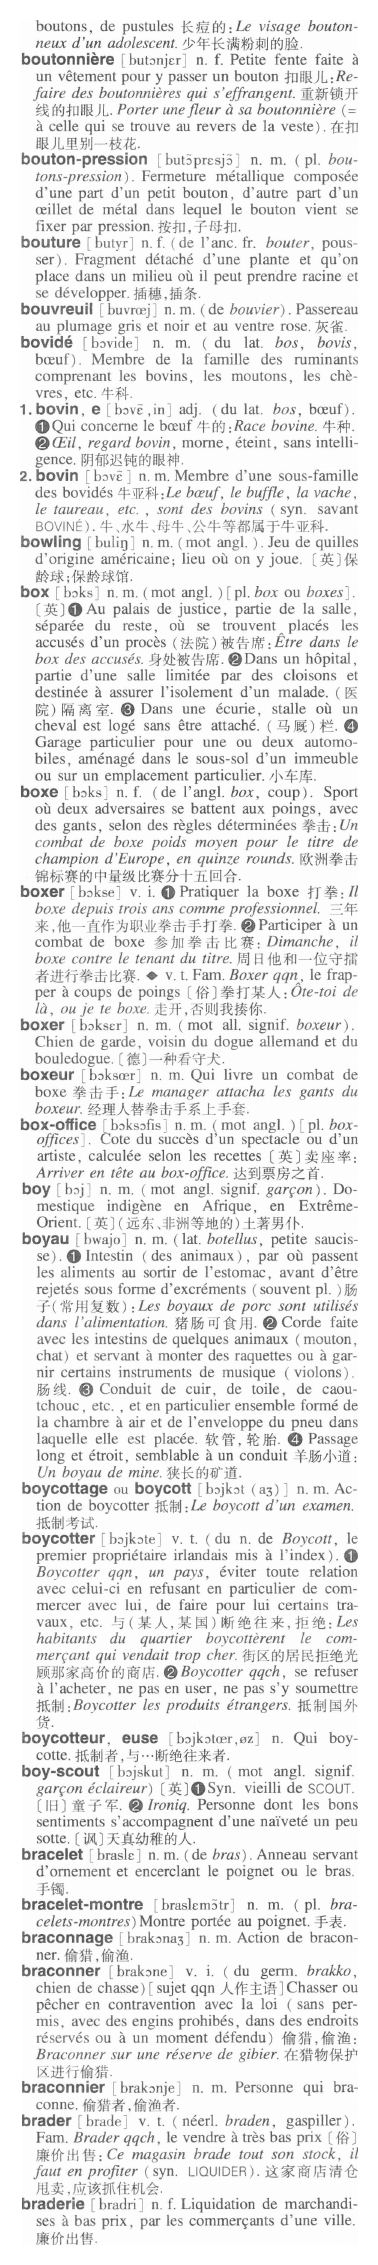 boutons, de pustules 长痘的:Le visage bouton-
neux d'un adolescent. 少年长满粉刺的脸.
boutonnière [butɔnjɛr] n. f. Petite fente faite à
un vêtement pour y passer un bouton 扣眼儿:Re-
faire des boutonnières qui s'effrangent. 重新锁开
线的扣眼儿. Porter une fleur à sa boutonnière (=
à celle qui se trouve au revers de la veste). 在扣
眼儿里别一枝花.
bouton-pression [butɔ̃prɛsjɔ̃] n. m. ( pl. bou-
tons-pression). Fermeture métallique composée
d'une part d'un petit bouton, d'autre part d'un
œillet de métal dans lequel le bouton vient se
fixer par pression. 按扣,子母扣.
bouture [butyr] n. f. (de l'anc. fr. bouter, pous-
ser). Fragment détaché d'une plante et qu'on
place dans un milieu où il peut prendre racine et
se développer. 插穗,插条.
bouvreuil [buvrœj] n. m. (de bouvier). Passereau
au plumage gris et noir et au ventre rose. 灰雀.
bovidé [bɔvide] n. m. ( du lat. bos, bovis,
bœuf). Membre de la famille des ruminants
comprenant les bovins, les moutons, les chè-
vres, etc. 牛科.
1. bovin, e [bɔvɛ̃,in] adj. (du lat. bos, bœuf).
❶Qui concerne le bœuf 牛的:Race bovine. 牛种.
❷Œil, regard bovin, morne, éteint, sans intelli-
gence. 阴郁迟钝的眼神.
2. bovin [bɔvɛ̃] n. m. Membre d'une sous-famille
des bovidés 牛亚科:Le bœuf, le buffle, la vache,
le taureau, etc. , sont des bovins (syn. savant
BOVINÉ). 牛、水牛、母牛、公牛等都属于牛亚科.
bowling [buliŋ] n. m. (mot angl. ). Jeu de quilles
d'origine américaine; lieu où on y joue. 〔英〕保
龄球;保龄球馆.
box [bɔks] n. m. (mot angl. ) [pl. box ou boxes].
〔英〕❶ Au palais de justice, partie de la salle,
séparée du reste, où se trouvent placés les
accusés d'un procès (法院)被告席:Être dans le
box des accusés. 身处被告席. ❷Dans un hôpital,
partie d'une salle limitée par des cloisons et
destinée à assurer l'isolement d'un malade. (医
院)隔离室. ❸ Dans une écurie, stalle où un
cheval est logé sans être attaché. (马厩)栏. ❹
Garage particulier pour une ou deux automo-
biles, aménagé dans le sous-sol d'un immeuble
ou sur un emplacement particulier. 小车库.
boxe [bɔks] n. f. (de l'angl. box, coup). Sport
où deux adversaires se battent aux poings, avec
des gants, selon des règles déterminées 拳击:Un
combat de boxe poids moyen pour le titre de
champion d'Europe, en quinze rounds. 欧洲拳击
锦标赛的中量级比赛分十五回合.
boxer [bɔkse] v. i. ❶ Pratiquer la boxe 打拳:Il
boxe depuis trois ans comme professionnel. 三年
来,他一直作为职业拳击手打拳. ❷Participer à un
combat de boxe 参加拳击比赛: Dimanche, il
boxe contre le tenant du titre. 周日他和一位守擂
者进行拳击比赛. ◆ v. t. Fam. Boxer qqn, le frap-
per à coups de poings〔俗〕拳打某人:Ôte-toi de
là, ou je te boxe. 走开,否则我揍你.
boxer [bɔksɛr] n. m. ( mot all. signif. boxeur).
Chien de garde, voisin du dogue allemand et du
bouledogue. 〔德〕一种看守犬.
boxeur [bɔksœr] n. m. Qui livre un combat de
boxe 拳击手:Le manager attacha les gants du
boxeur. 经理人替拳击手系上手套.
box-office [bɔksɔfis] n. m. (mot angl. ) [ pl. box-
offices]. Cote du succès d'un spectacle ou d'un
artiste, calculée selon les recettes〔英〕卖座率:
Arriver en tête au box-office. 达到票房之首.
boy [bɔj] n. m. (mot angl. signif. garçon). Do-
mestique indigène en Afrique, en Extrême-
Orient. 〔英〕(远东、非洲等地的)土著男仆.
boyau [bwajo] n. m. (lat. botellus, petite saucis-
se). ❶ Intestin (des animaux), par où passent
les aliments au sortir de l'estomac, avant d'être
rejetés sous forme d'excréments (souvent pl. )肠
子(常用复数):Les boyaux de porc sont utilisés
dans l'alimentation. 猪肠可食用. ❷ Corde faite
avec les intestins de quelques animaux (mouton,
chat) et servant à monter des raquettes ou à gar-
nir certains instruments de musique (violons).
肠线. ❸ Conduit de cuir, de toile, de caou-
tchouc, etc. , et en particulier ensemble formé de
la chambre à air et de l'enveloppe du pneu dans
laquelle elle est placée. 软管,轮胎. ❹ Passage
long et étroit, semblable à un conduit 羊肠小道:
Un boyau de mine. 狭长的矿道.
boycottage ou boycott [bɔjkɔt (aʒ)] n. m. Ac-
tion de boycotter 抵制:Le boycott d'un examen.
抵制考试.
boycotter [bɔjkɔte] v. t. (du n. de Boycott, le
premier propriétaire irlandais mis à l'index). ❶
Boycotter qqn, un pays, éviter toute relation
avec celui-ci en refusant en particulier de com-
mercer avec lui, de faire pour lui certains tra-
vaux, etc. 与(某人,某国)断绝往来,拒绝:Les
habitants du quartier boycottèrent le com-
merçant qui vendait trop cher. 街区的居民拒绝光
顾那家高价的商店. ❷Boycotter qqch, se refuser
à l'acheter, ne pas en user, ne pas s'y soumettre
抵制:Boycotter les produits étrangers. 抵制国外
货.
boycotteur, euse [bɔjkɔtœr,øz] n. Qui boy-
cotte. 抵制者,与…断绝往来者.
boy-scout [bɔjskut] n. m. ( mot angl. signif.
garçon éclaireur)〔英〕❶Syn. vieilli de SCOUT.
〔旧〕童子军. ❷ Ironiq. Personne dont les bons
sentiments s'accompagnent d'une naïveté un peu
sotte. 〔讽〕天真幼稚的人.
bracelet [braslɛ] n. m. (de bras). Anneau servant
d'ornement et encerclant le poignet ou le bras.
手镯.
bracelet-montre [braslɛmɔ̃tr] n. m. ( pl. bra-
celets-montres) Montre portée au poignet. 手表.
braconnage [brakɔnaʒ] n. m. Action de bracon-
ner. 偷猎,偷渔.
braconner [brakɔne] v. i. ( du germ. brakko,
chien de chasse) [sujet qqn 人作主语]Chasser ou
pêcher en contravention avec la loi ( sans per-
mis, avec des engins prohibés, dans des endroits
réservés ou à un moment défendu) 偷猎,偷渔:
Braconner sur une réserve de gibier. 在猎物保护
区进行偷猎.
braconnier [brakɔnje] n. m. Personne qui bra-
conne. 偷猎者,偷渔者.
brader [brade] v. t. (néerl. braden, gaspiller).
Fam. Brader qqch, le vendre à très bas prix〔俗〕
廉价出售: Ce magasin brade tout son stock, il
faut en profiter (syn. LIQUIDER). 这家商店清仓
甩卖,应该抓住机会.
braderie [bradri] n. f. Liquidation de marchandi-
ses à bas prix, par les commerçants d'une ville.
廉价出售.